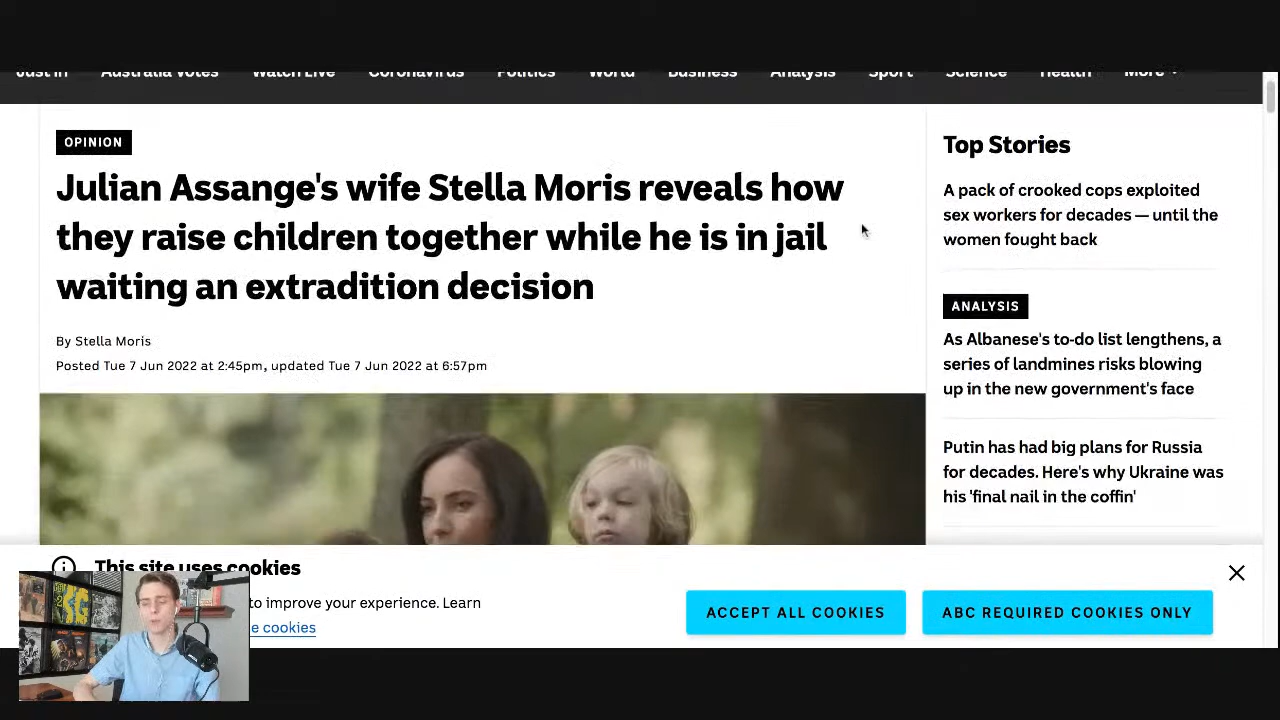 Just In Australia Votes Watch Live Coronavirus Politics World Business Analysis Sport Science Health More
OPINION
Julian Assange's wife Stella Moris reveals how
they raise children together while he is in jail
waiting an extradition decision
By Stella Moris
Posted Tue 7 Jun 2022 at 2:45pm, updated Tue 7 Jun 2022 at 6:57pm
Top Stories
A pack of crooked cops exploited
sex workers for decades — until the
women fought back
ANALYSIS
As Albanese's to-do list lengthens, a
series of landmines risks blowing
up in the new government's face
Putin has had big plans for Russia
for decades. Here's why Ukraine was
his 'final nail in the coffin'
This site uses cookies
to improve your experience. Learn
cookies
ACCEPT ALL COOKIES
ABC REQUIRED COOKIES ONLY